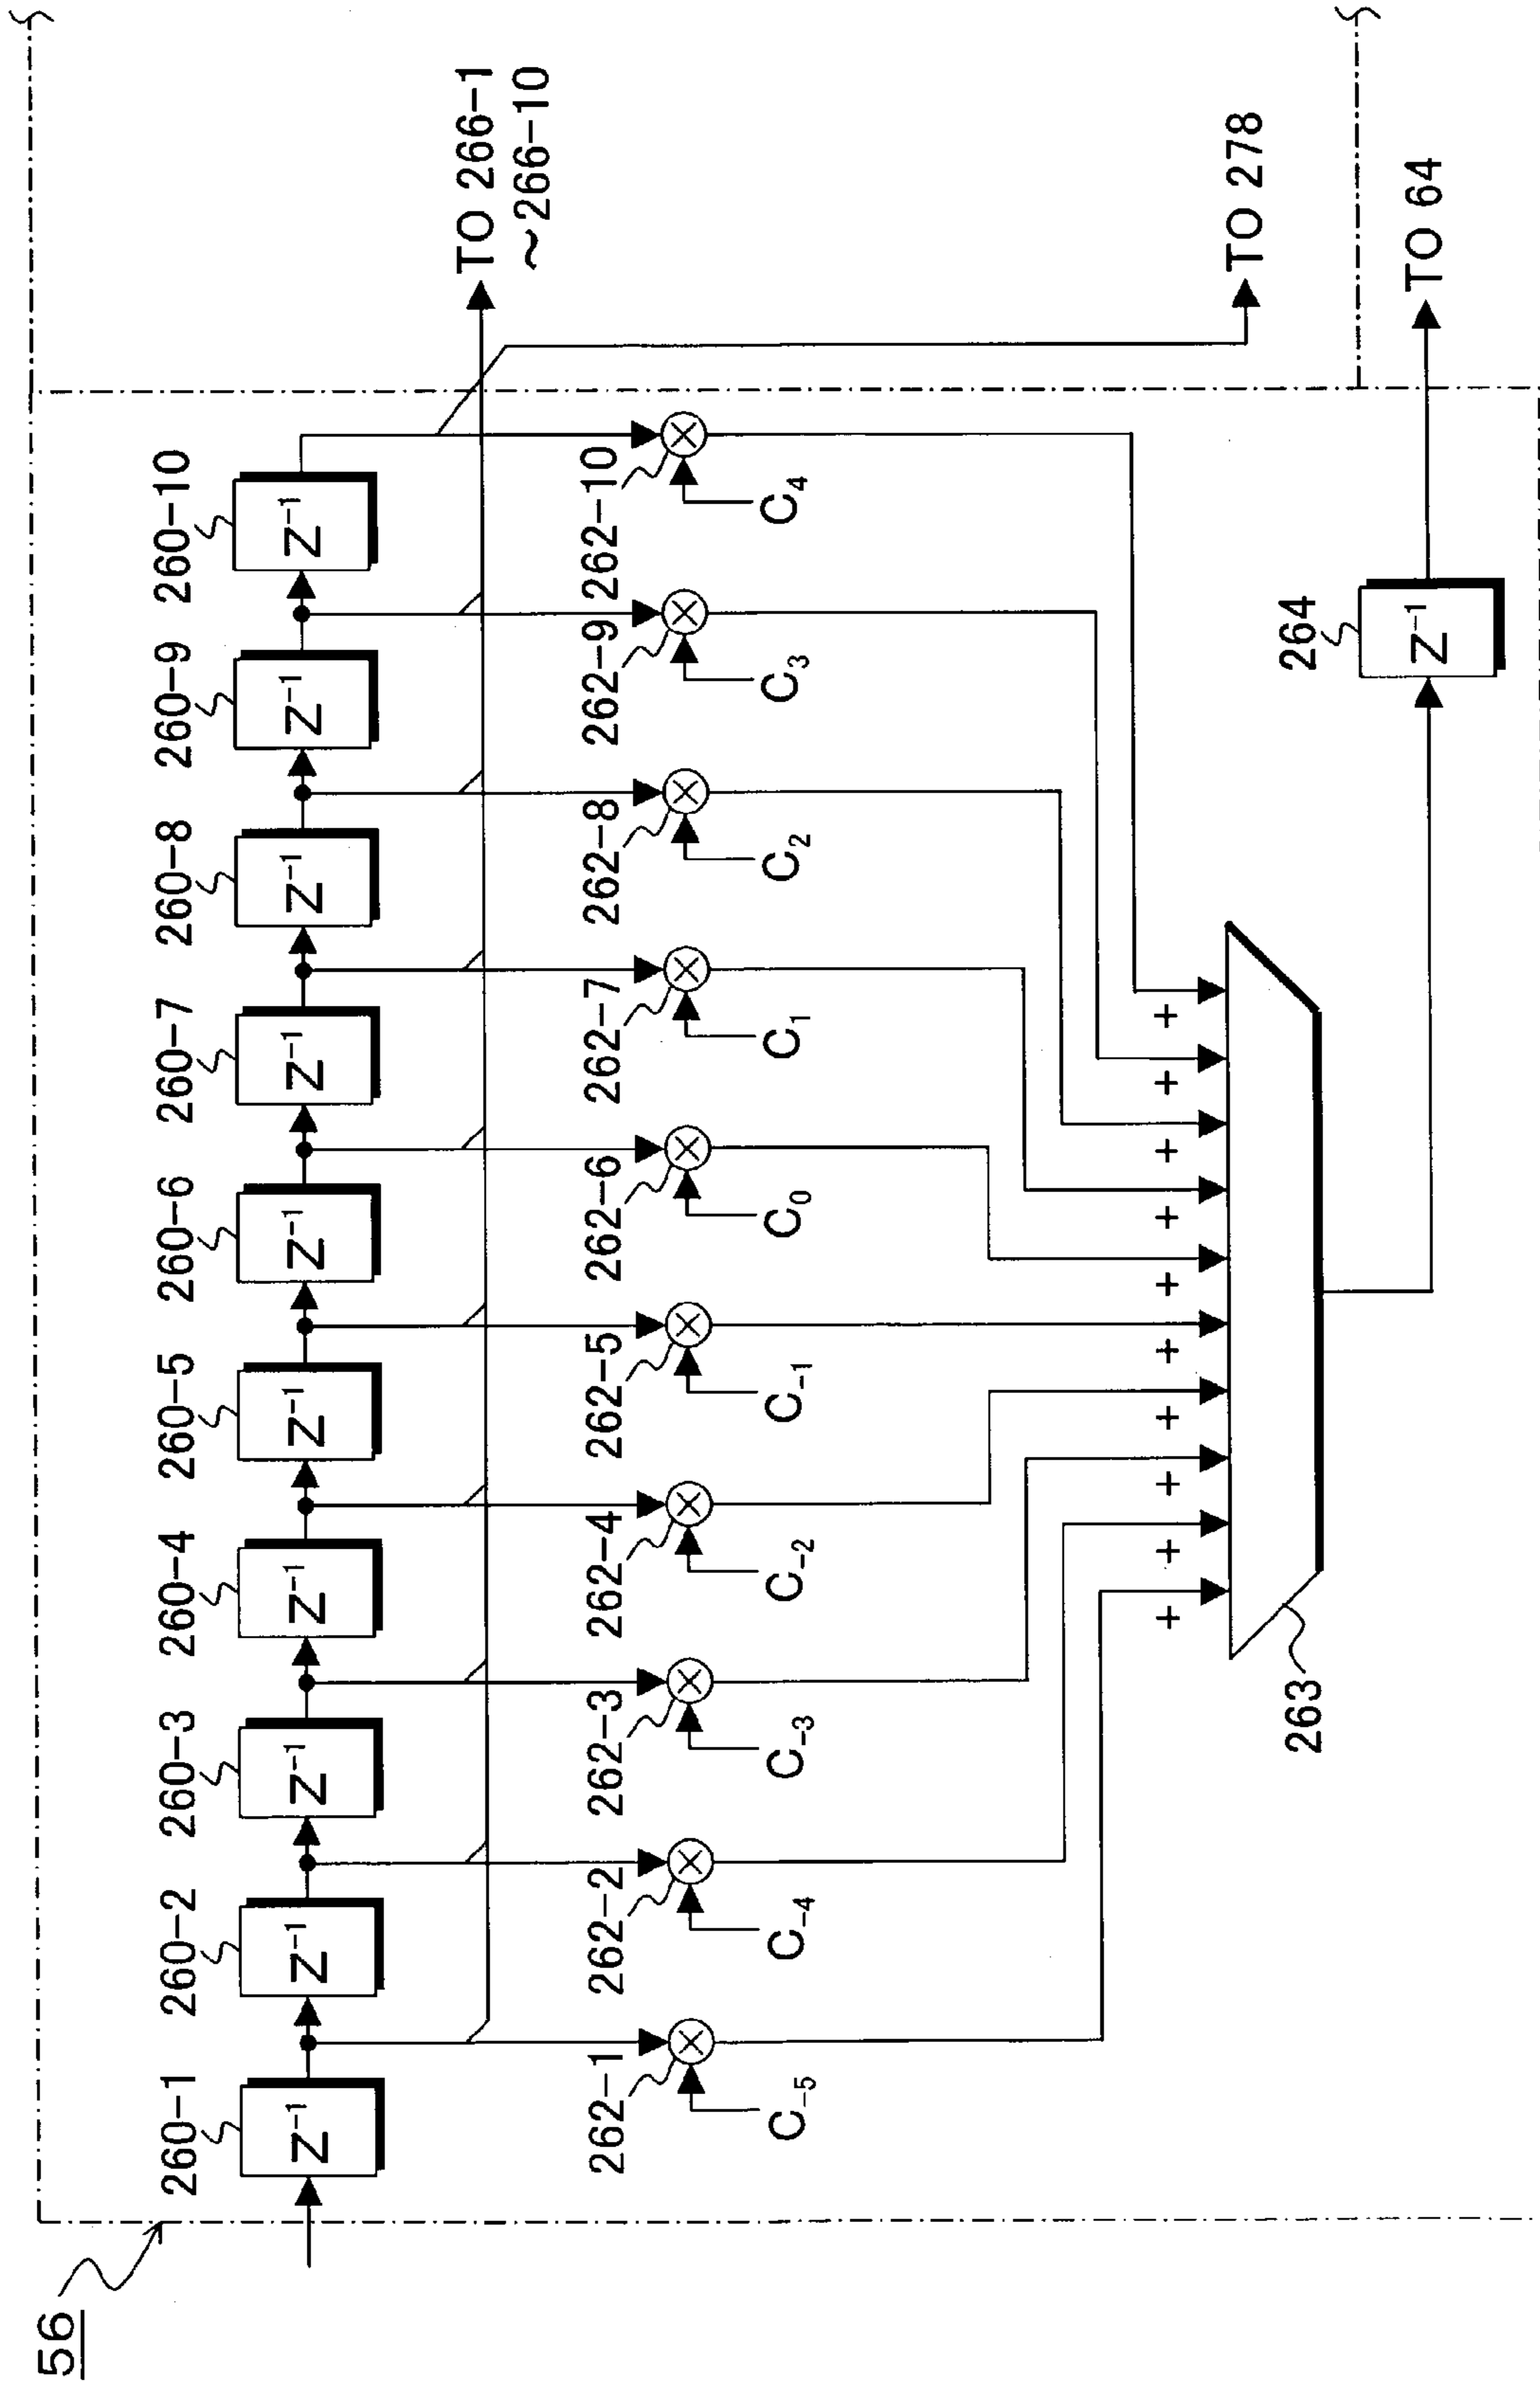 56
260-1
260-2
260-3
260-4
260-5
260-6
260-7
260-8
260-9
260-10
Z⁻¹
Z⁻¹
Z⁻¹
Z⁻¹
Z⁻¹
Z⁻¹
Z⁻¹
Z⁻¹
Z⁻¹
Z⁻¹
TO 266-1
~266-10
262-1
262-2
262-3
262-4
262-5
262-6
262-7
262-8
262-9
262-10
C₋₅
C₋₄
C₋₃
C₋₂
C₋₁
C₀
C₁
C₂
C₃
C₄
+ + + + + + + + + +
TO 278
263
264
Z⁻¹
TO 64